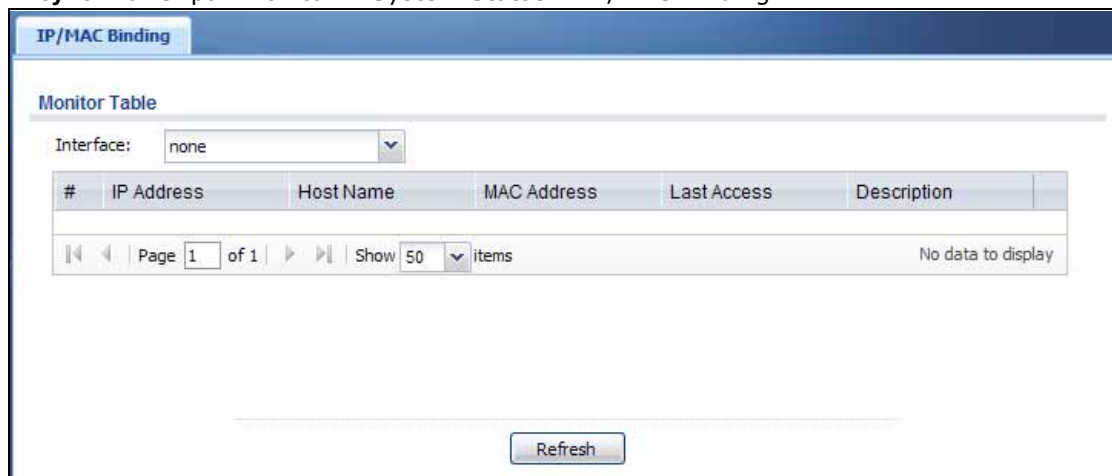 IP/MAC Binding
Monitor Table
Interface: none
# IP Address Host Name MAC Address Last Access Description
Page 1 of 1 Show 50 items No data to display
Refresh